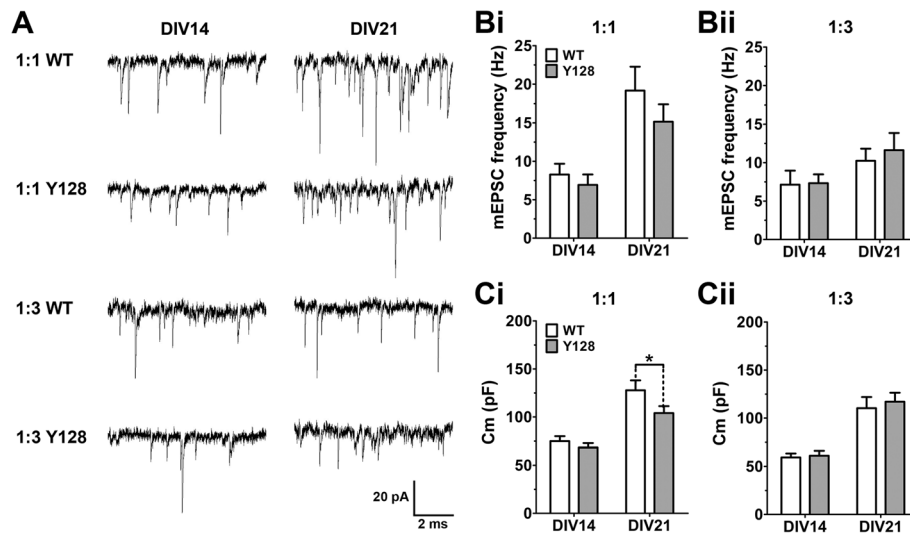 A
DIV14
DIV21
1:1 WT
1:1 Y128
1:3 WT
1:3 Y128
20 pA
2 ms
Bi
1:1
mEPSC frequency (Hz)
25
20
15
10
5
0
WT
Y128
DIV14
DIV21
Bii
1:3
mEPSC frequency (Hz)
25
20
15
10
5
0
DIV14
DIV21
Ci
1:1
Cm (pF)
200
150
100
50
0
WT
Y128
*
DIV14
DIV21
Cii
1:3
Cm (pF)
200
150
100
50
0
DIV14
DIV21